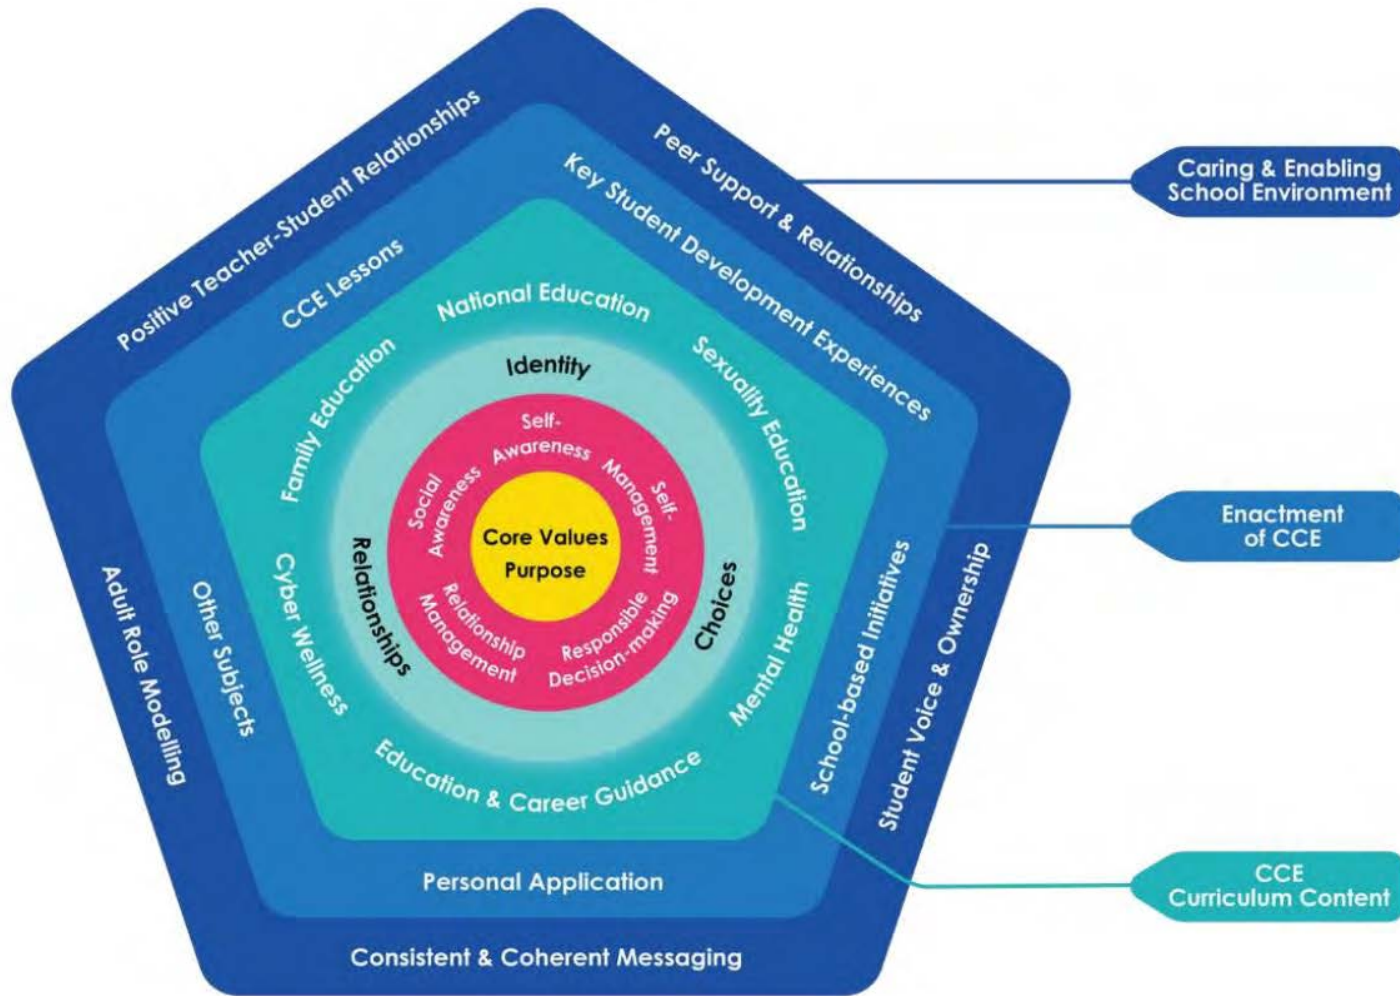 Positive Teacher-Student Relationships
Peer Support & Relationships
Student Voice & Ownership
Consistent & Coherent Messaging
Adult Role Modelling
CCE Lessons
Key Student Development Experiences
School-based Initiatives
Personal Application
Other Subjects
National Education
Sexuality Education
Mental Health
Education & Career Guidance
Cyber Wellness
Family Education
Identity
Choices
Relationships
Self-
Awareness
Self-
Management
Responsible
Decision-making
Relationship
Management
Social
Awareness
Core Values
Purpose
Caring & Enabling
School Environment
Enactment
of CCE
CCE
Curriculum Content